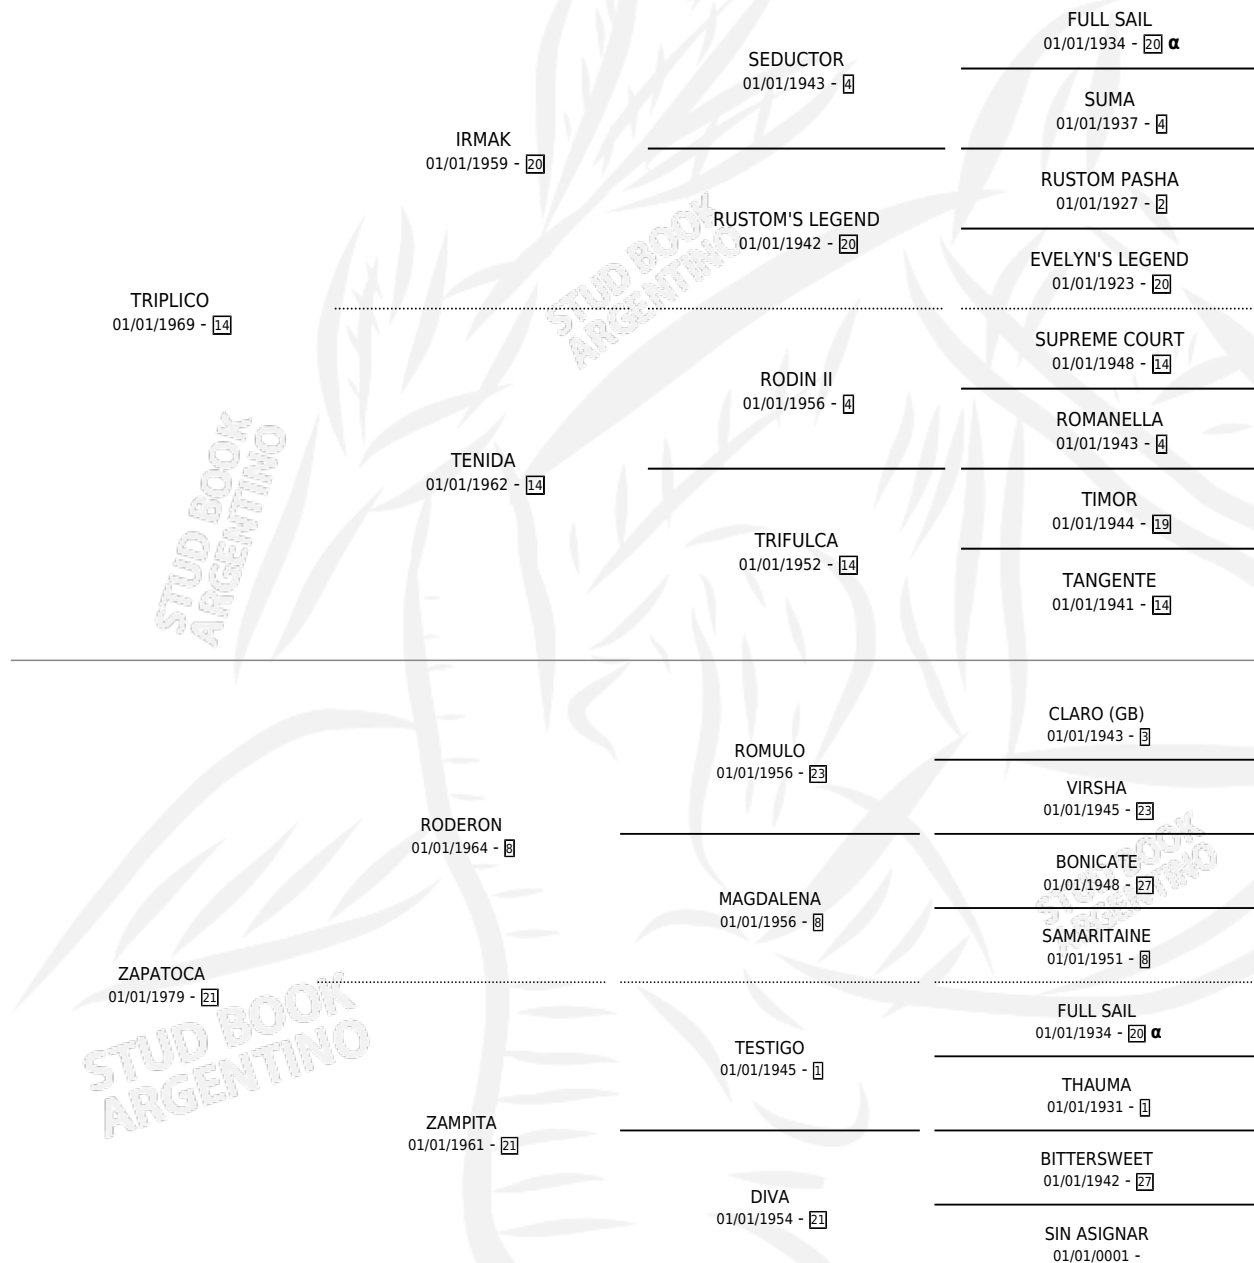 FULL SAIL
01/01/1934 - 20 α
SEDUCTOR
01/01/1943 - 4
SUMA
01/01/1937 - 4
IRMAK
01/01/1959 - 20
RUSTOM PASHA
01/01/1927 - 2
RUSTOM'S LEGEND
01/01/1942 - 20
EVELYN'S LEGEND
01/01/1923 - 20
TRIPLICO
01/01/1969 - 14
SUPREME COURT
01/01/1948 - 14
RODIN II
01/01/1956 - 4
ROMANELLA
01/01/1943 - 4
TENIDA
01/01/1962 - 14
TIMOR
01/01/1944 - 19
TRIFULCA
01/01/1952 - 14
TANGENTE
01/01/1941 - 14
CLARO (GB)
01/01/1943 - 3
ROMULO
01/01/1956 - 23
VIRSHA
01/01/1945 - 23
RODERON
01/01/1964 - 8
BONICATE
01/01/1948 - 27
MAGDALENA
01/01/1956 - 8
SAMARITAINE
01/01/1951 - 8
ZAPATOCA
01/01/1979 - 21
FULL SAIL
01/01/1934 - 20 α
TESTIGO
01/01/1945 - 1
THAUMA
01/01/1931 - 1
ZAMPITA
01/01/1961 - 21
BITTERSWEET
01/01/1942 - 27
DIVA
01/01/1954 - 21
SIN ASIGNAR
01/01/0001 -
STUD BOOK
ARGENTINO
STUD BOOK
ARGENTINO
STUD BOOK
ARGENTINO
STUD BOOK
ARGENTINO